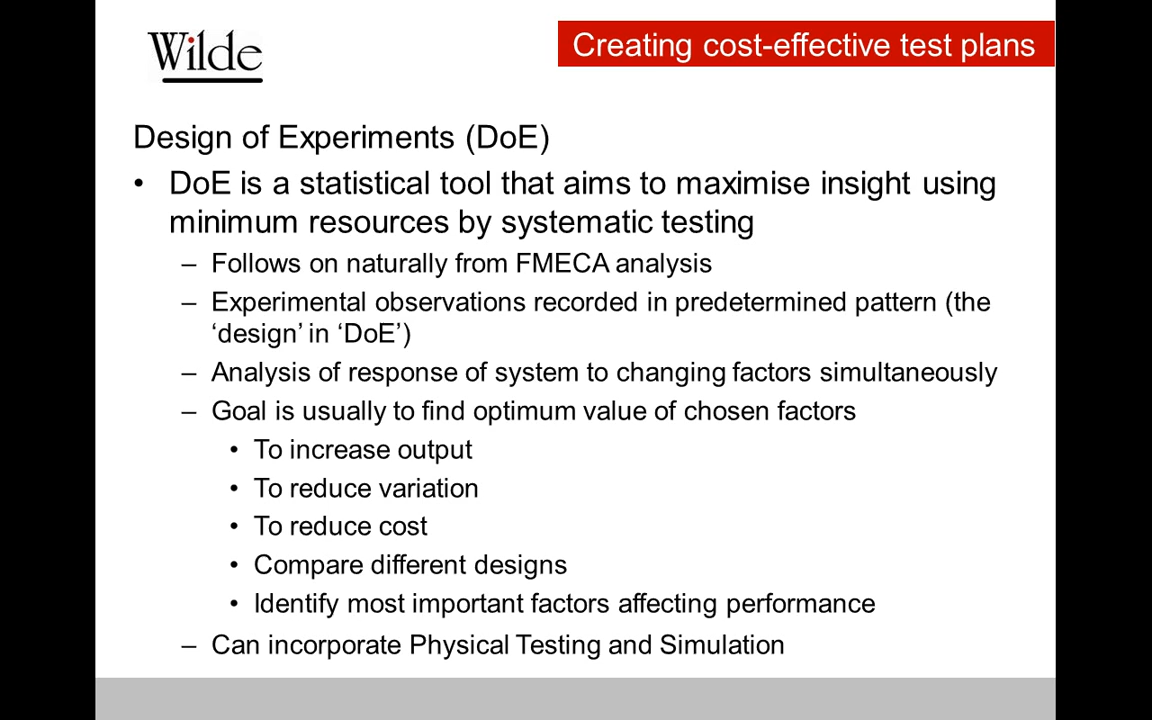 Wilde
Creating cost-effective test plans
Design of Experiments (DoE)
• DoE is a statistical tool that aims to maximise insight using
minimum resources by systematic testing
– Follows on naturally from FMECA analysis
– Experimental observations recorded in predetermined pattern (the
‘design’ in ‘DoE’)
– Analysis of response of system to changing factors simultaneously
– Goal is usually to find optimum value of chosen factors
• To increase output
• To reduce variation
• To reduce cost
• Compare different designs
• Identify most important factors affecting performance
– Can incorporate Physical Testing and Simulation